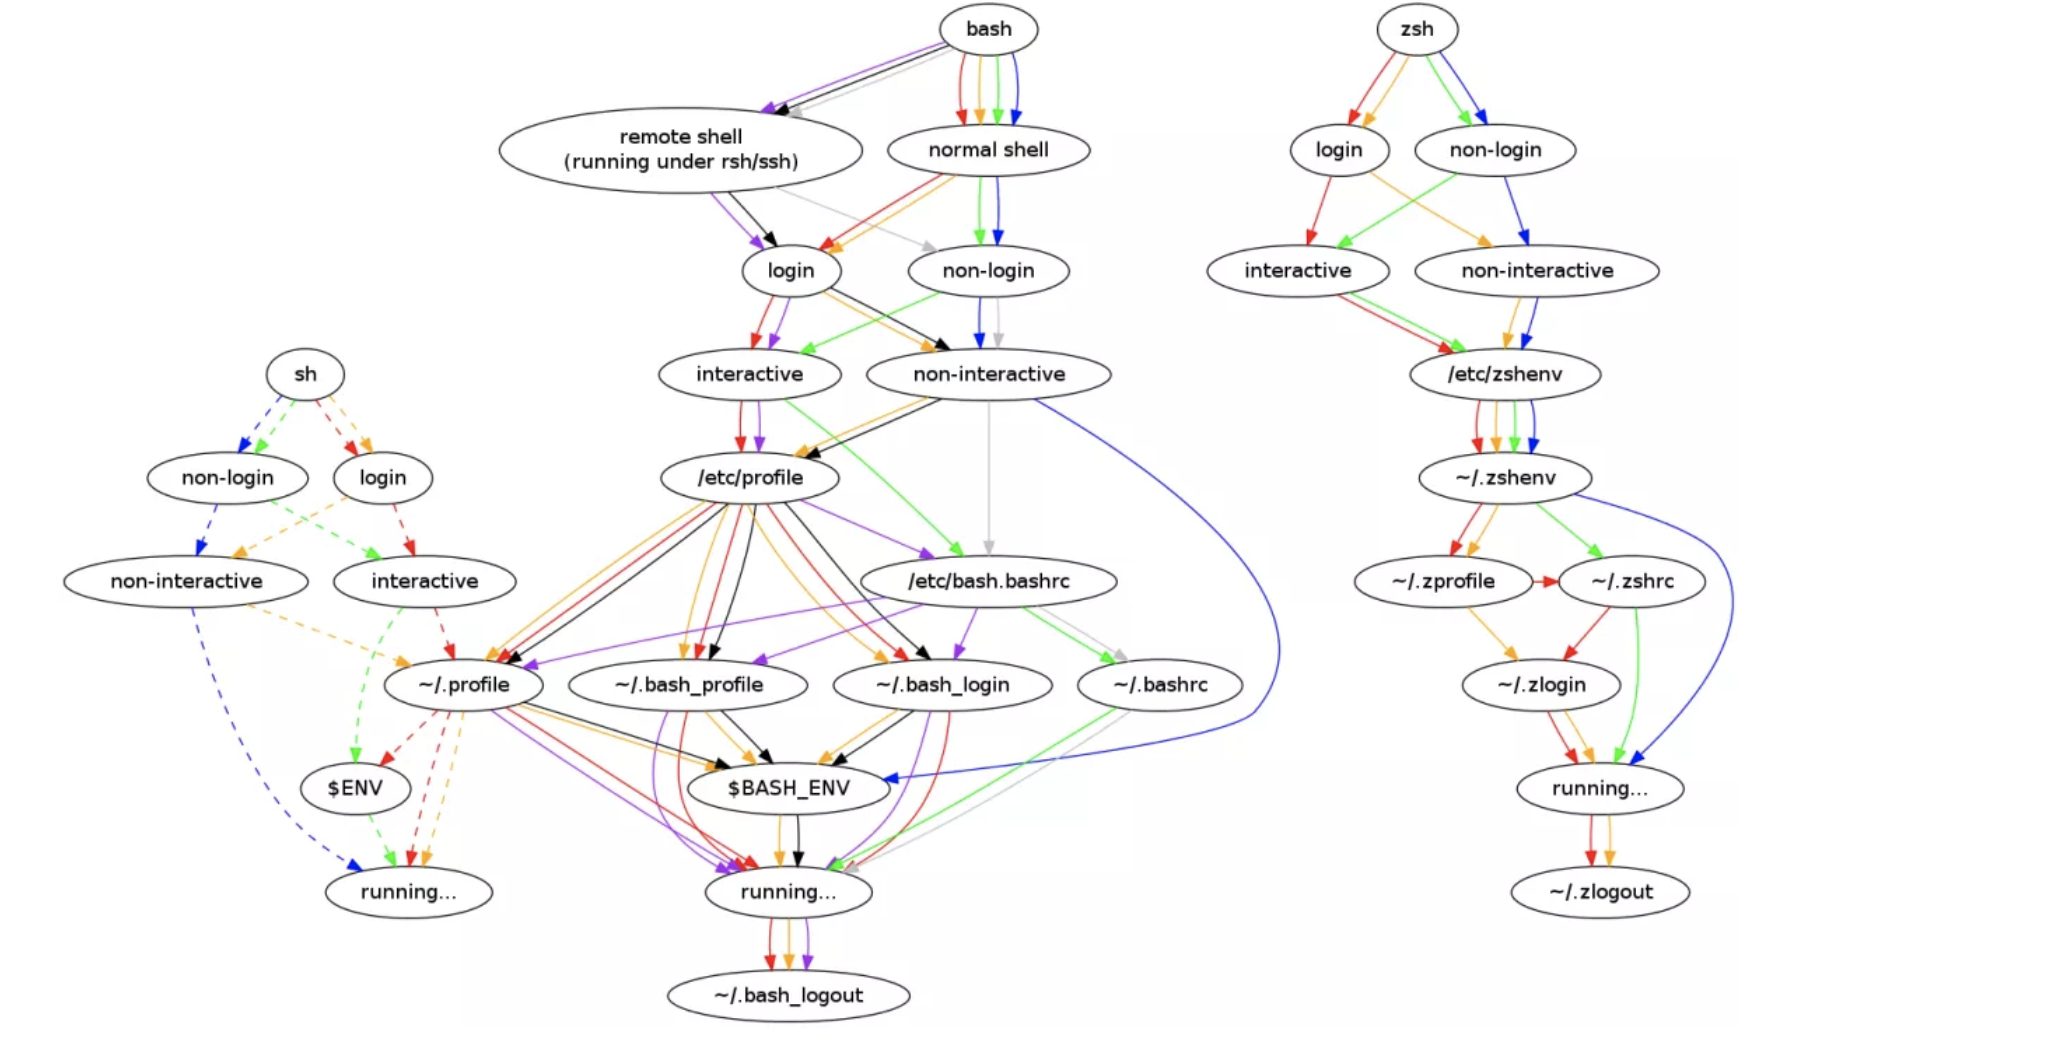 bash
zsh
remote shell
(running under rsh/ssh)
normal shell
login
non-login
login
non-login
interactive
non-interactive
sh
interactive
non-interactive
/etc/zshenv
non-login
login
/etc/profile
~/.zshenv
non-interactive
interactive
/etc/bash.bashrc
~/.zprofile
~/.zshrc
~/.profile
~/.bash_profile
~/.bash_login
~/.bashrc
~/.zlogin
$ENV
$BASH_ENV
running...
running...
running...
~/.zlogout
~/.bash_logout